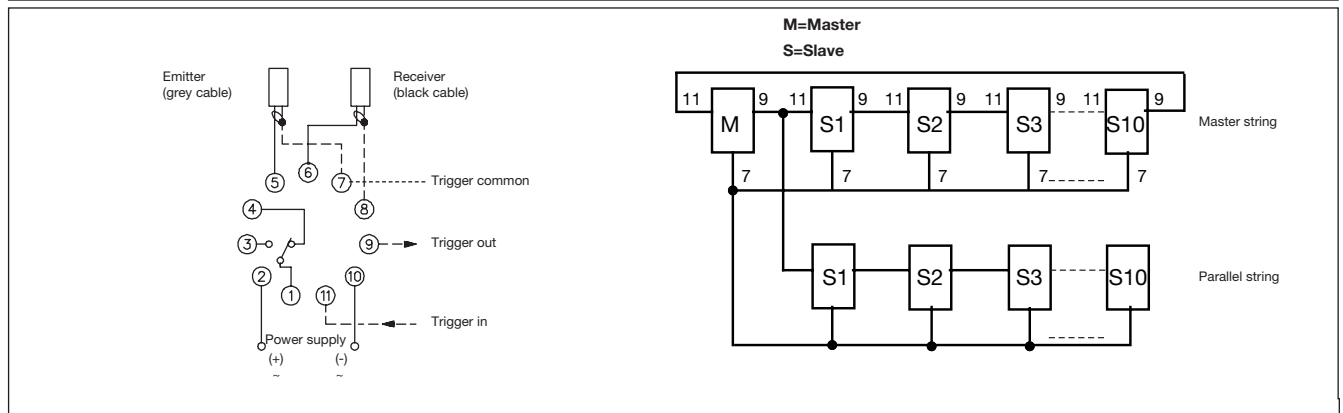 Emitter
(grey cable)
Receiver
(black cable)
5
6
7
Trigger common
4
8
3
9
Trigger out
2
10
1
11
Trigger in
Power supply
(+)
(-)
~
~
M=Master
S=Slave
11 9 11 9 11 9 11 9 11 9
M S1 S2 S3 S10
Master string
7 7 7 7 7
S1 S2 S3 S10
Parallel string